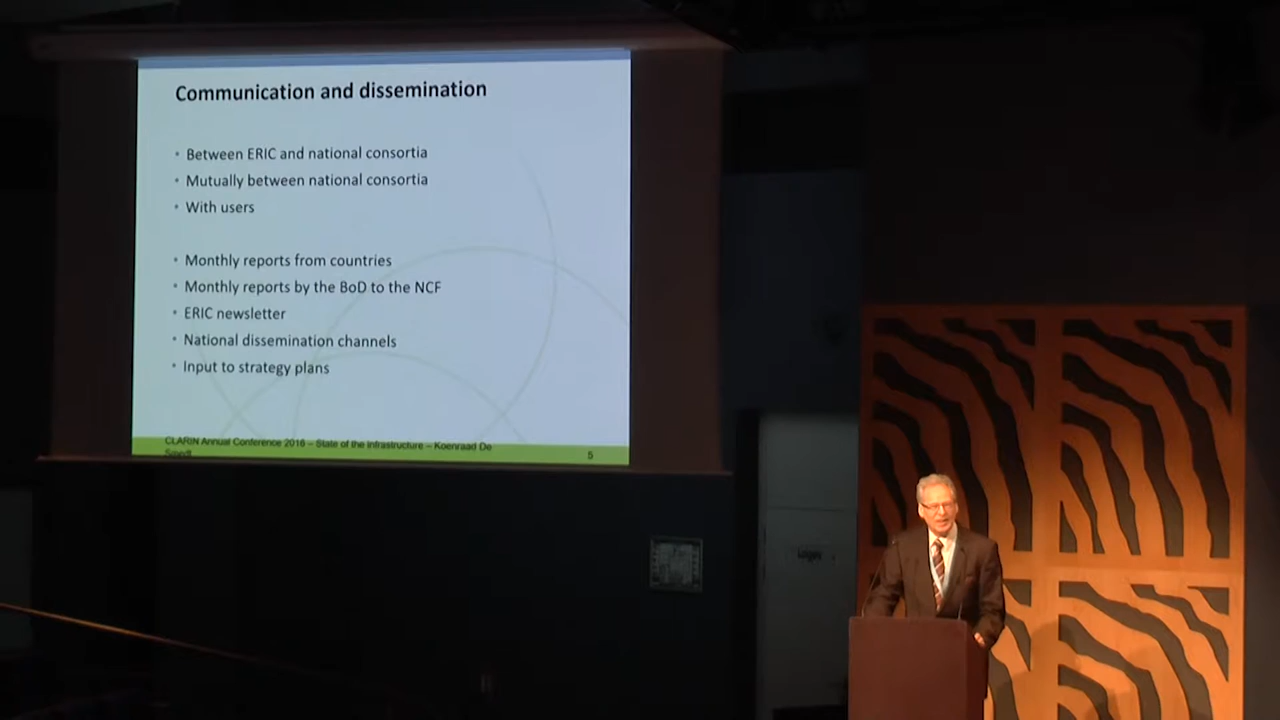 Communication and dissemination
• Between ERIC and national consortia
• Mutually between national consortia
• With users
• Monthly reports from countries
• Monthly reports by the BoD to the NCF
• ERIC newsletter
• National dissemination channels
• Input to strategy plans
CLARIN Annual Conference 2016 – State of the Infrastructure – Koenraad De
Smedt
5